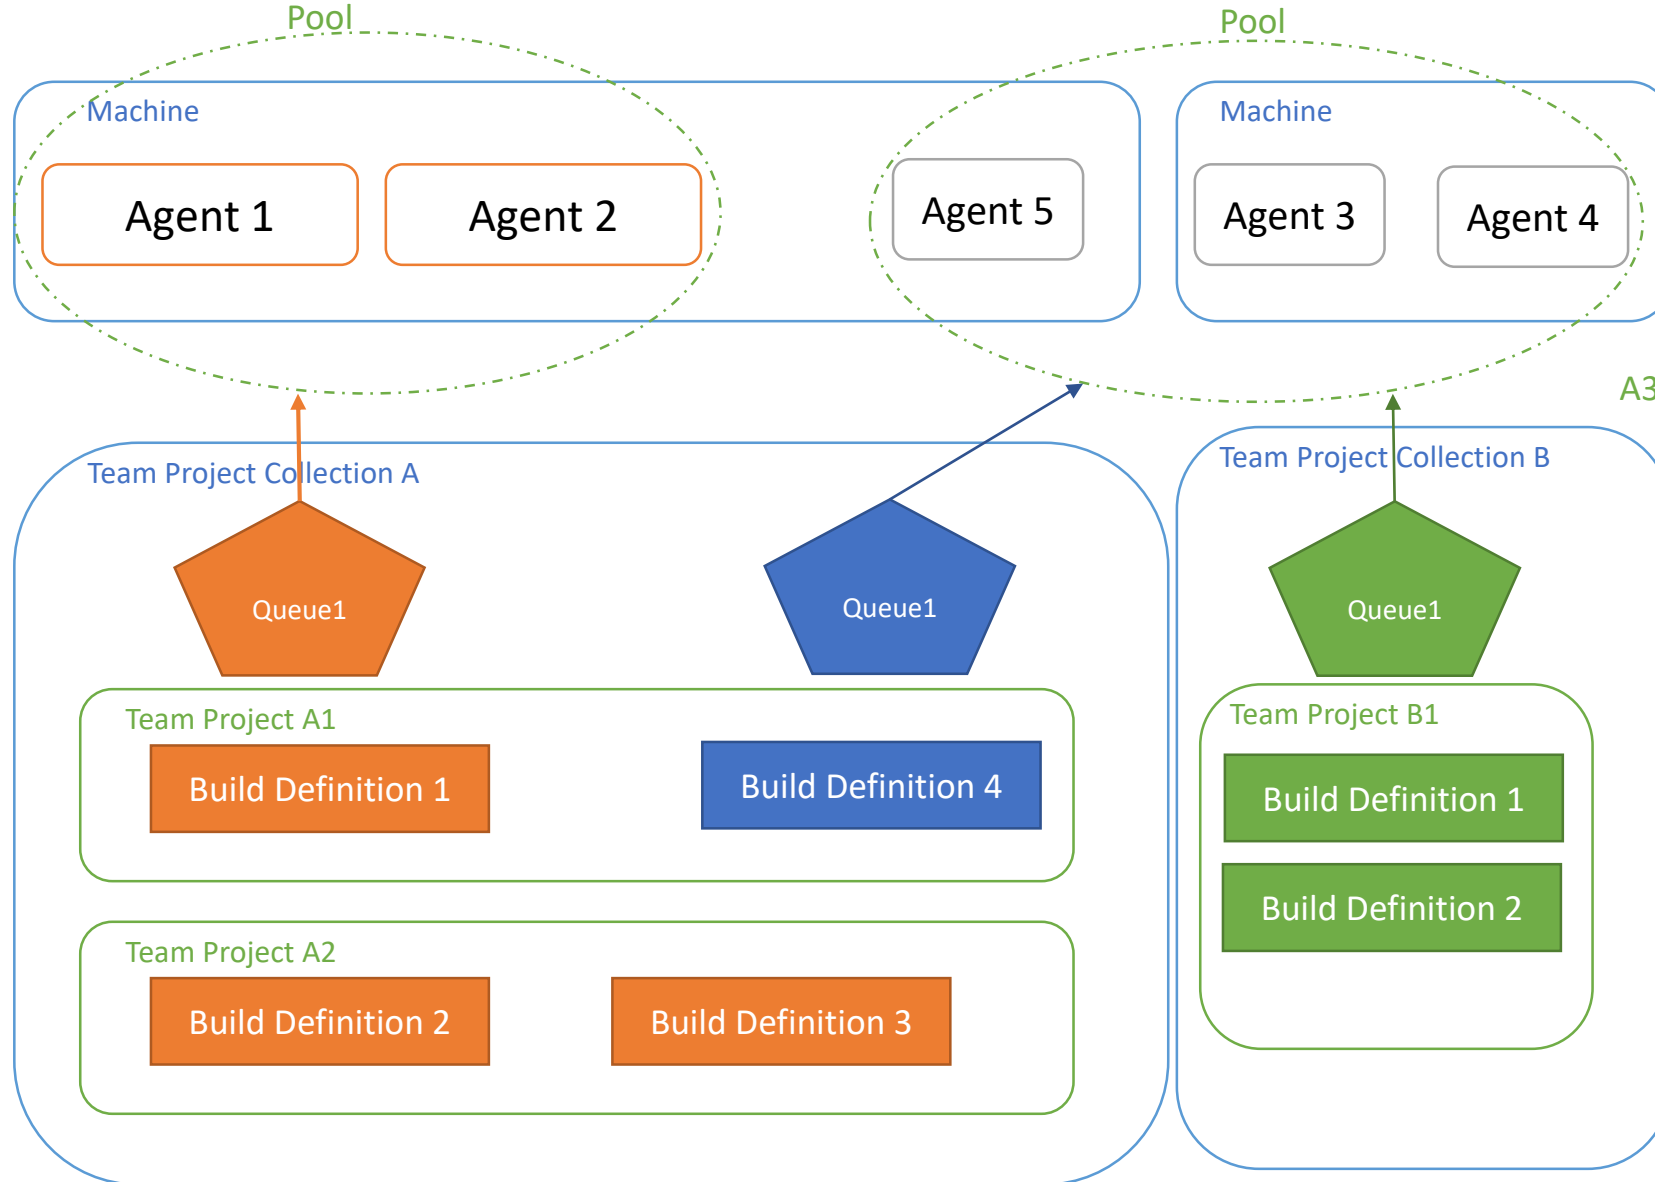 Pool
Pool
Machine
Machine
Agent 1
Agent 2
Agent 5
Agent 3
Agent 4
A3
Team Project Collection A
Team Project Collection B
Queue1
Queue1
Queue1
Team Project A1
Team Project B1
Build Definition 1
Build Definition 4
Build Definition 1
Build Definition 2
Team Project A2
Build Definition 2
Build Definition 3